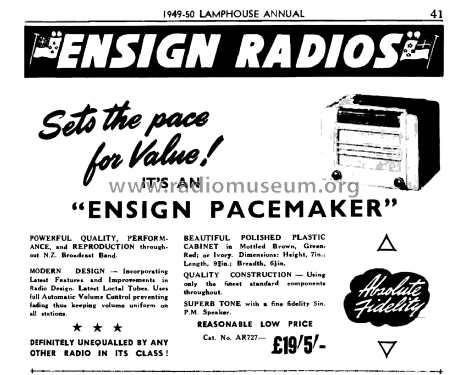 1949-50 LAMPHOUSE ANNUAL 41
ENSIGN RADIOS
Sets the pace
for Value!
IT'S AN
www.radiomuseum.org
"ENSIGN PACEMAKER"
POWERFUL QUALITY, PERFORM-
ANCE, and REPRODUCTION through-
out N.Z. Broadcast Band.
MODERN DESIGN — Incorporating
Latest Features and Improvements in
Radio Design. Latest Loctal Tubes. Uses
full Automatic Volume Control preventing
fading thus keeping volume uniform on
all stations.
★ ★ ★
DEFINITELY UNEQUALLED BY ANY
OTHER RADIO IN ITS CLASS!
BEAUTIFUL POLISHED PLASTIC
CABINET in Mottled Brown, Green,
Red; or Ivory. Dimensions: Height, 7in.;
Length, Breadth,
QUALITY CONSTRUCTION — Using
only the finest standard components
throughout.
SUPERB TONE with a fine fidelity 5in.
P.M. Speaker.
REASONABLE LOW PRICE
Cat. No. AR727—
£19/5/-
Absolute
Fidelity